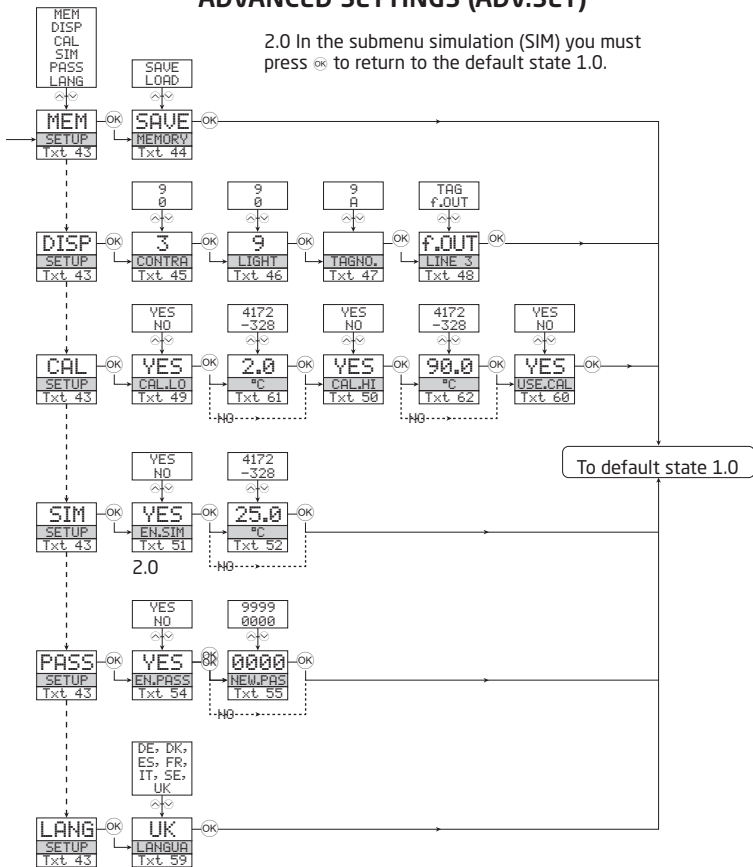 ADVANCED SETTINGS (ADV.SET)
2.0 In the submenu simulation (SIM) you must
press OK to return to the default state 1.0.
MEM
DISP
CAL
SIM
PASS
LANG
SAVE
LOAD
MEM
SETUP
Txt 43
OK
SAVE
MEMORY
Txt 44
OK
9
0
9
0
9
A
TAG
f.OUT
DISP
SETUP
Txt 43
OK
3
CONTRA
Txt 45
OK
9
LIGHT
Txt 46
OK
TAGNO.
Txt 47
OK
f.OUT
LINE 3
Txt 48
OK
YES
NO
4172
-328
YES
NO
4172
-328
YES
NO
CAL
SETUP
Txt 43
OK
YES
CAL.LO
Txt 49
OK
2.0
°C
Txt 61
OK
YES
CAL.HI
Txt 50
OK
90.0
°C
Txt 62
OK
YES
USE.CAL
Txt 60
OK
NO
NO
To default state 1.0
YES
NO
4172
-328
SIM
SETUP
Txt 43
OK
YES
EN.SIM
Txt 51
OK
25.0
°C
Txt 52
OK
NO
2.0
YES
NO
9999
0000
PASS
SETUP
Txt 43
OK
YES
EN.PASS
Txt 54
OK
OK
0000
NEW.PAS
Txt 55
OK
NO
DE, DK,
ES, FR,
IT, SE,
UK
LANG
SETUP
Txt 43
OK
UK
LANGUA
Txt 59
OK